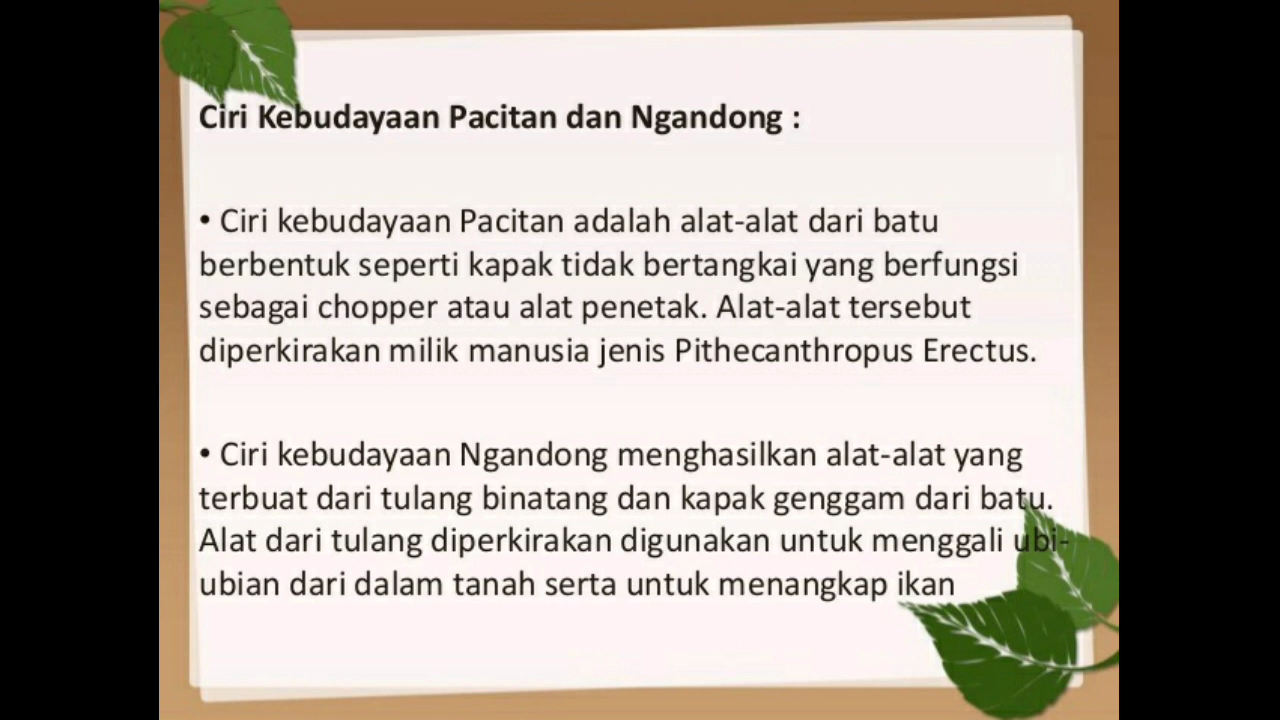 Ciri Kebudayaan Pacitan dan Ngandong :
• Ciri kebudayaan Pacitan adalah alat-alat dari batu
berbentuk seperti kapak tidak bertangkai yang berfungsi
sebagai chopper atau alat penetak. Alat-alat tersebut
diperkirakan milik manusia jenis Pithecanthropus Erectus.
• Ciri kebudayaan Ngandong menghasilkan alat-alat yang
terbuat dari tulang binatang dan kapak genggam dari batu.
Alat dari tulang diperkirakan digunakan untuk menggali ubi-
ubian dari dalam tanah serta untuk menangkap ikan